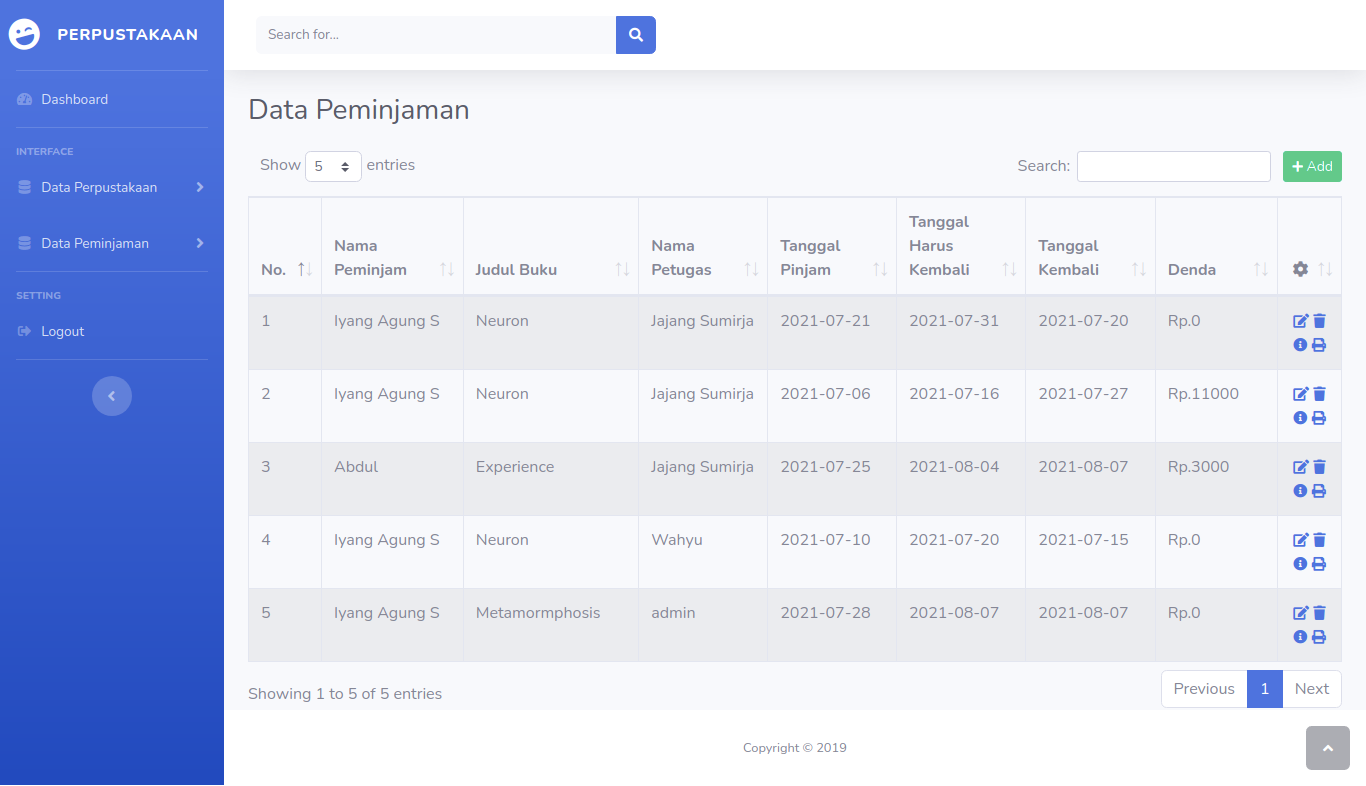 PERPUSTAKAAN
Dashboard
INTERFACE
Data Perpustakaan
Data Peminjaman
SETTING
Logout
Search for...
Data Peminjaman
Show 5 entries
Search:
Add
No. Nama Peminjam Judul Buku Nama Petugas Tanggal Pinjam Tanggal Harus Kembali Tanggal Kembali Denda
1 Iyang Agung S Neuron Jajang Sumirja 2021-07-21 2021-07-31 2021-07-20 Rp.0
2 Iyang Agung S Neuron Jajang Sumirja 2021-07-06 2021-07-16 2021-07-27 Rp.11000
3 Abdul Experience Jajang Sumirja 2021-07-25 2021-08-04 2021-08-07 Rp.3000
4 Iyang Agung S Neuron Wahyu 2021-07-10 2021-07-20 2021-07-15 Rp.0
5 Iyang Agung S Metamormphosis admin 2021-07-28 2021-08-07 2021-08-07 Rp.0
Showing 1 to 5 of 5 entries
Previous 1 Next
Copyright © 2019